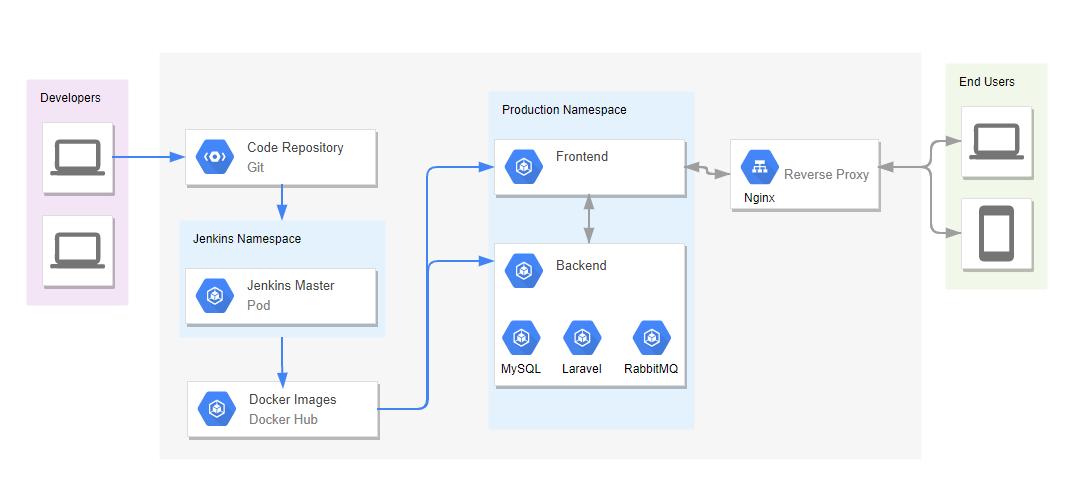 Developers
Code Repository
Git
Jenkins Namespace
Jenkins Master
Pod
Docker Images
Docker Hub
Production Namespace
Frontend
Backend
MySQL
Laravel
RabbitMQ
Reverse Proxy
Nginx
End Users